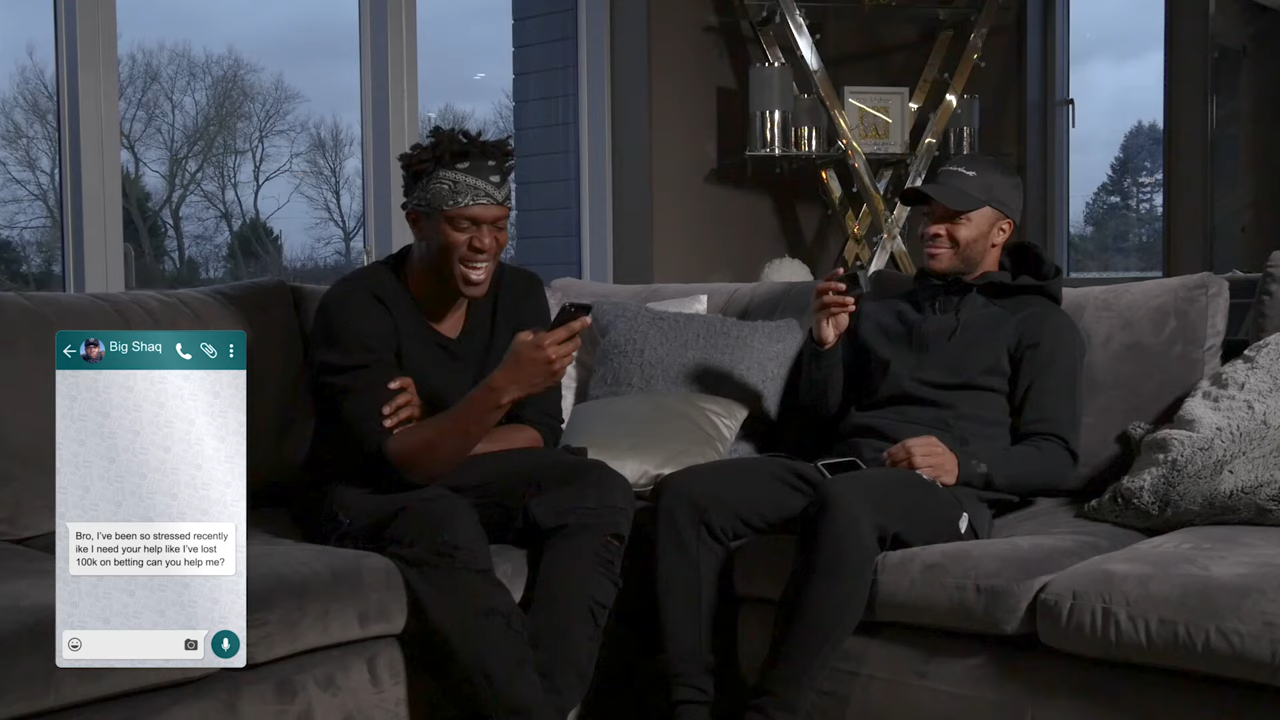 Big Shaq
Bro, I've been so stressed recently
ike I need your help like I've lost
100k on betting can you help me?